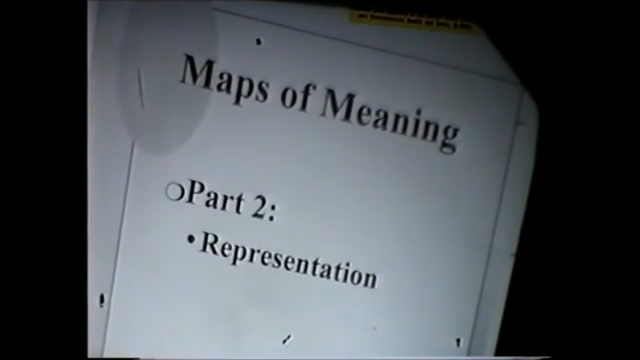 Maps of Meaning
Part 2:
• Representation